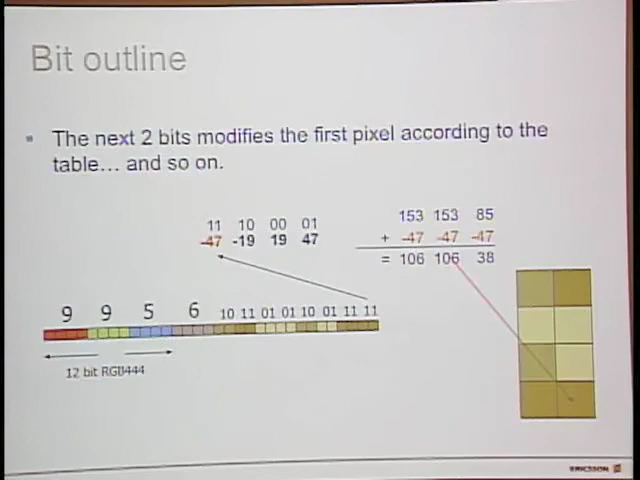 Bit outline
The next 2 bits modifies the first pixel according to the
table... and so on.
11 10 00 01
-47 -19 19 47
153 153 85
+ -47 -47 -47
= 106 106 38
9 9 5 6 10 11 01 01 10 01 11 11
12 bit RGB444
ERICSSON